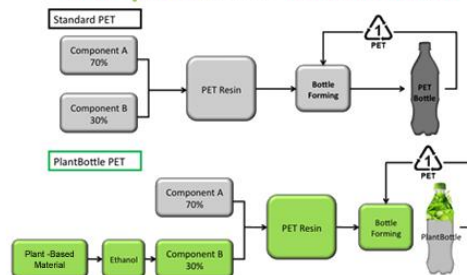 Standard PET
1
PET
Component A
70%
PET Resin
Bottle
Forming
PET
Bottle
Component B
30%
PlantBottle PET
1
PET
Component A
70%
PET Resin
Bottle
Forming
PlantBottle
Plant -Based
Material
Ethanol
Component B
30%